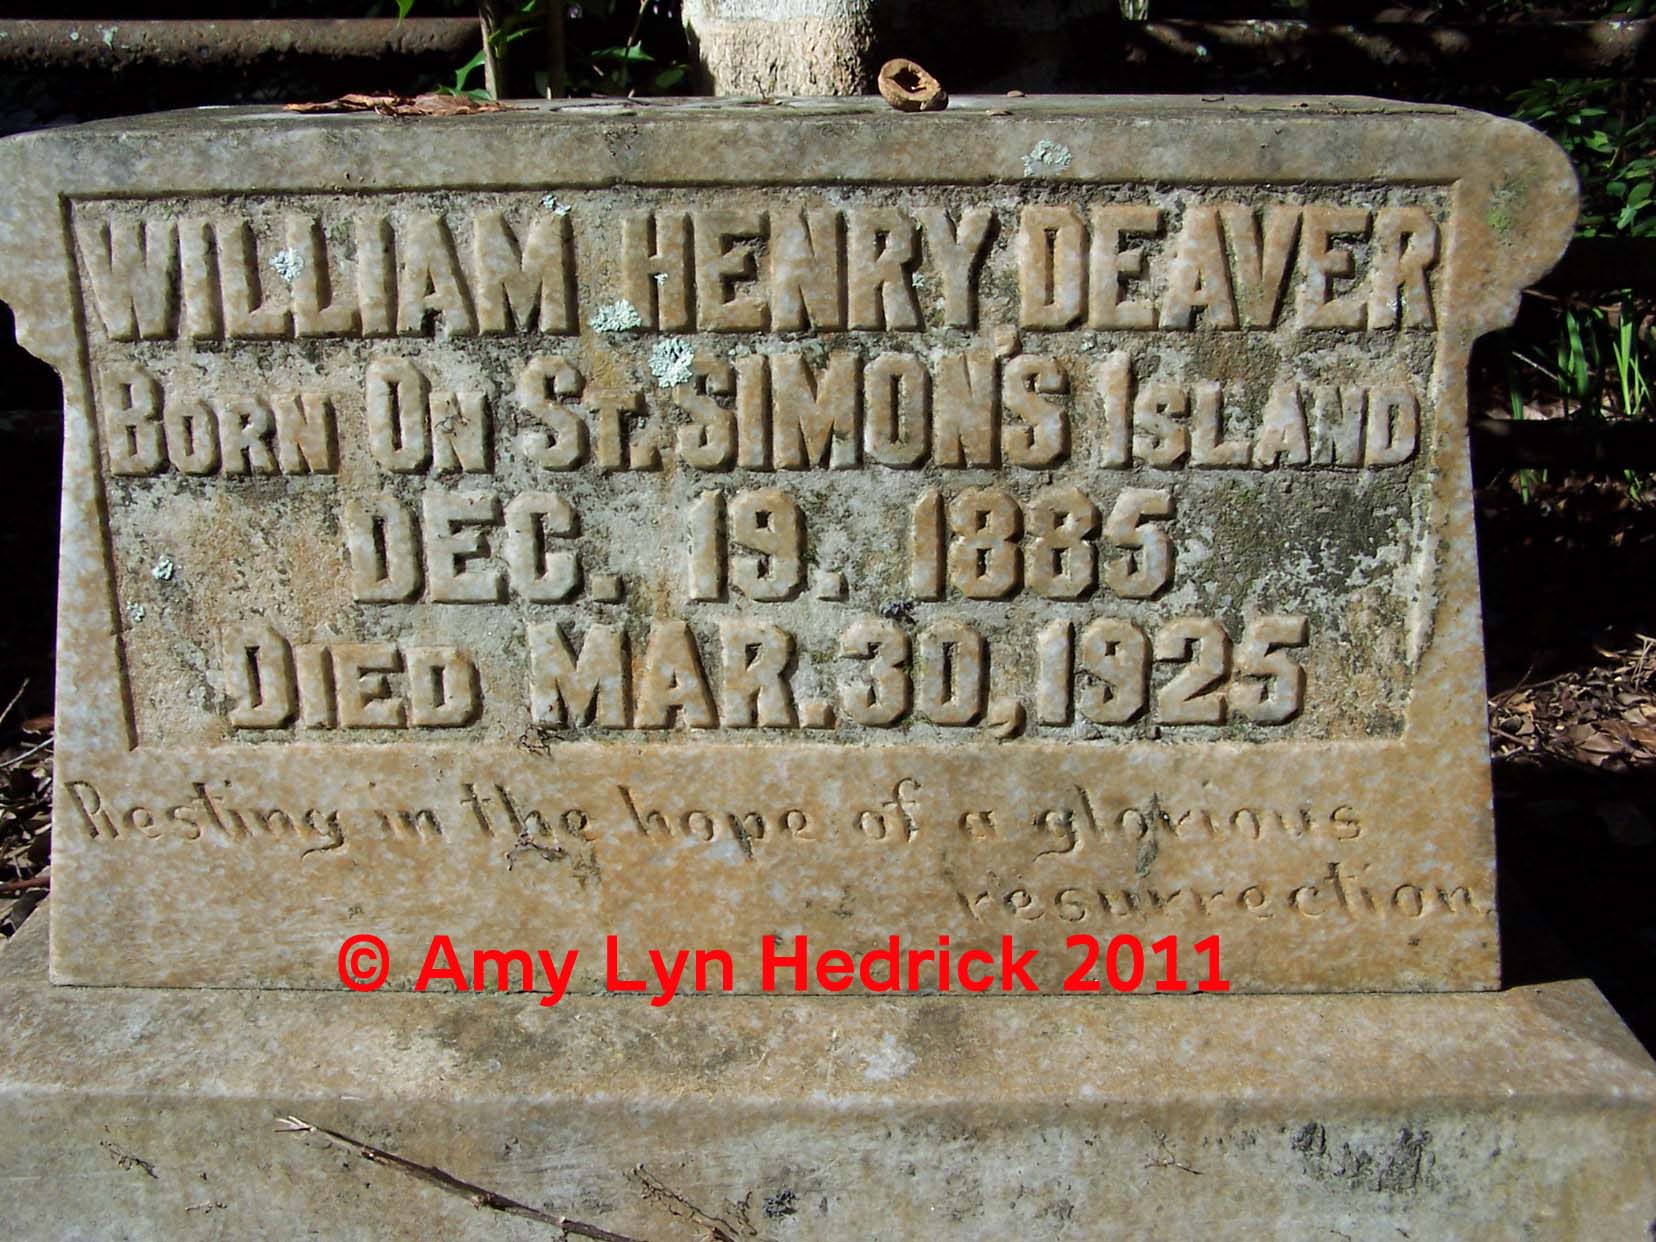 WILLIAM HENRY DEAVER
BORN ON ST. SIMON'S ISLAND
DEC. 19. 1885
DIED MAR. 30, 1925
Resting in the hope of a glorious
resurrection.
© Amy Lyn Hedrick 2011